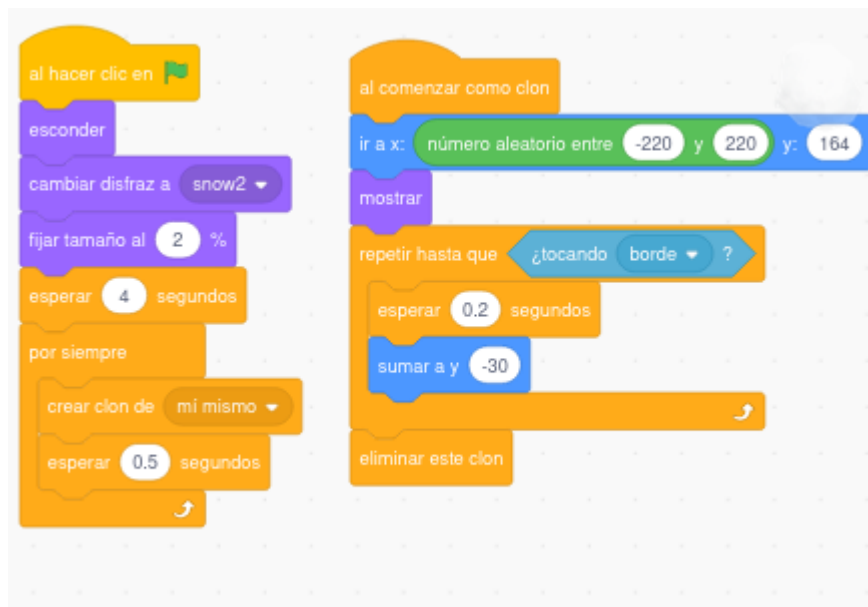 al hacer clic en
esconder
cambiar disfraz a snow2
fijar tamaño al 2 %
esperar 4 segundos
por siempre
crear clon de mí mismo
esperar 0.5 segundos
al comenzar como clon
ir a x: número aleatorio entre -220 y 220 y: 164
mostrar
repetir hasta que ¿tocando borde ?
esperar 0.2 segundos
sumar a y -30
eliminar este clon